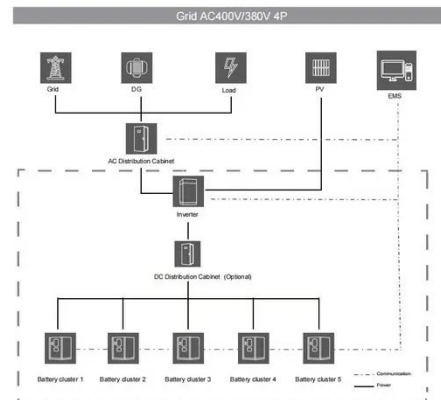 Grid AC400V/380V 4P
Grid
DG
Load
PV
EMS
AC Distribution Cabinet
Inverter
DC Distribution Cabinet (Optional)
Battery cluster 1
Battery cluster 2
Battery cluster 3
Battery cluster 4
Battery cluster 5
Communication
Power